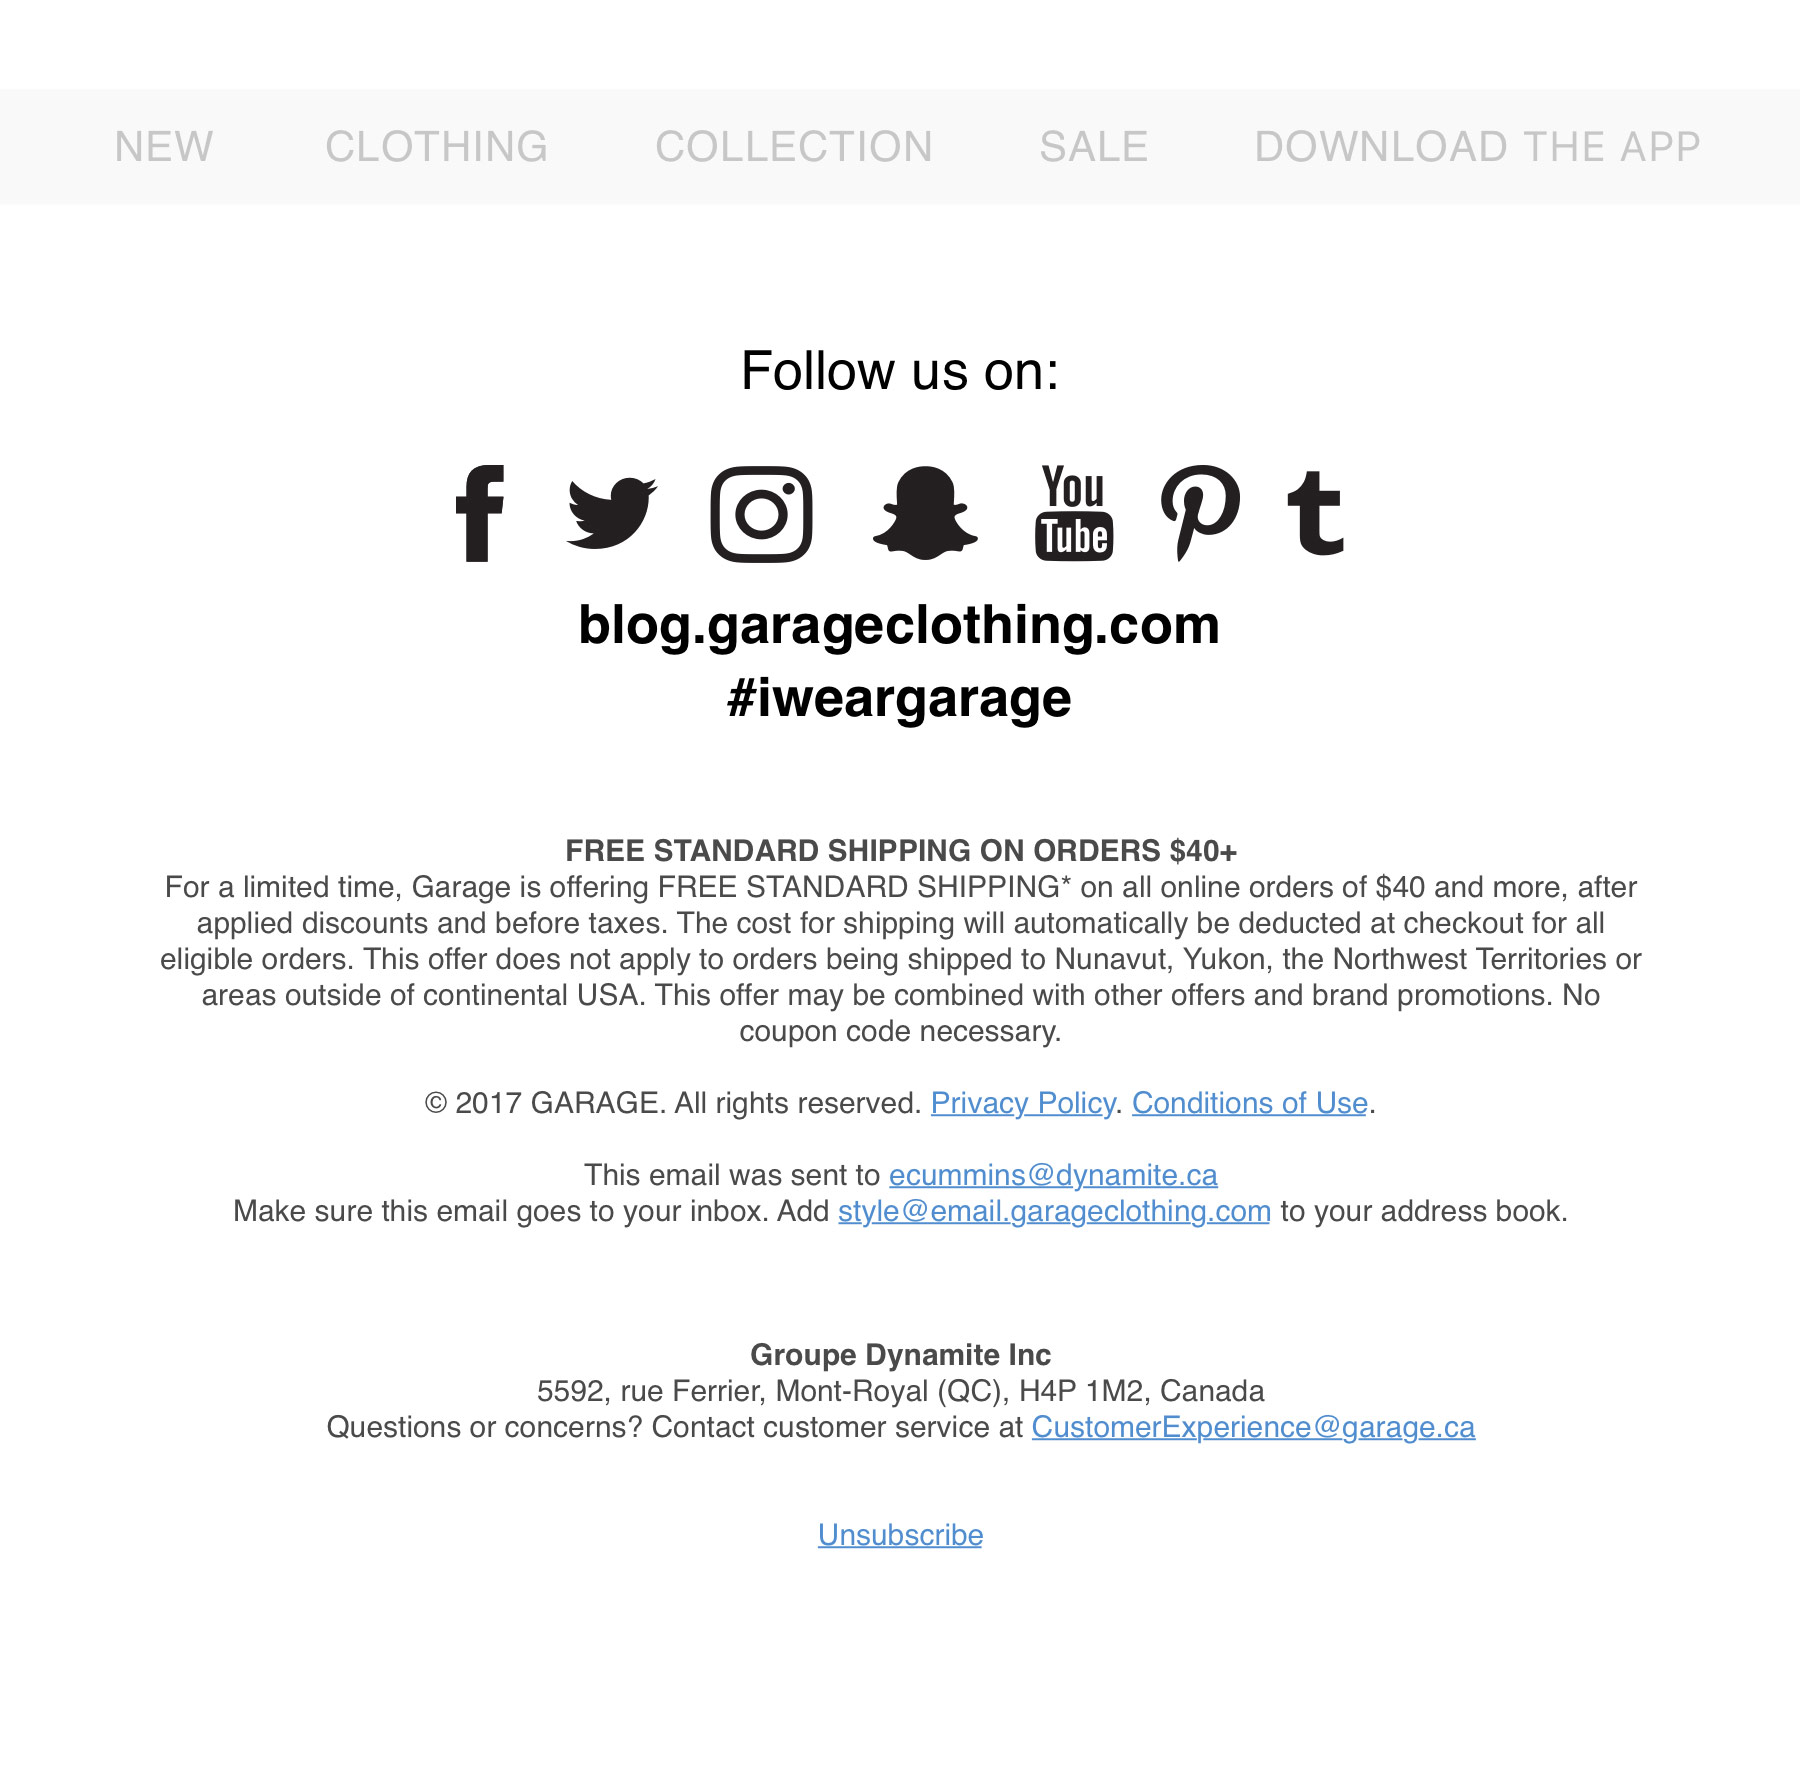 NEW CLOTHING COLLECTION SALE DOWNLOAD THE APP
Follow us on:
f You Tube t
blog.garageclothing.com
#iweargarage
FREE STANDARD SHIPPING ON ORDERS $40+
For a limited time, Garage is offering FREE STANDARD SHIPPING* on all online orders of $40 and more, after
applied discounts and before taxes. The cost for shipping will automatically be deducted at checkout for all
eligible orders. This offer does not apply to orders being shipped to Nunavut, Yukon, the Northwest Territories or
areas outside of continental USA. This offer may be combined with other offers and brand promotions. No
coupon code necessary.
© 2017 GARAGE. All rights reserved. Privacy Policy. Conditions of Use.
This email was sent to ecummins@dynamite.ca
Make sure this email goes to your inbox. Add style@email.garageclothing.com to your address book.
Groupe Dynamite Inc
5592, rue Ferrier, Mont-Royal (QC), H4P 1M2, Canada
Questions or concerns? Contact customer service at CustomerExperience@garage.ca
Unsubscribe